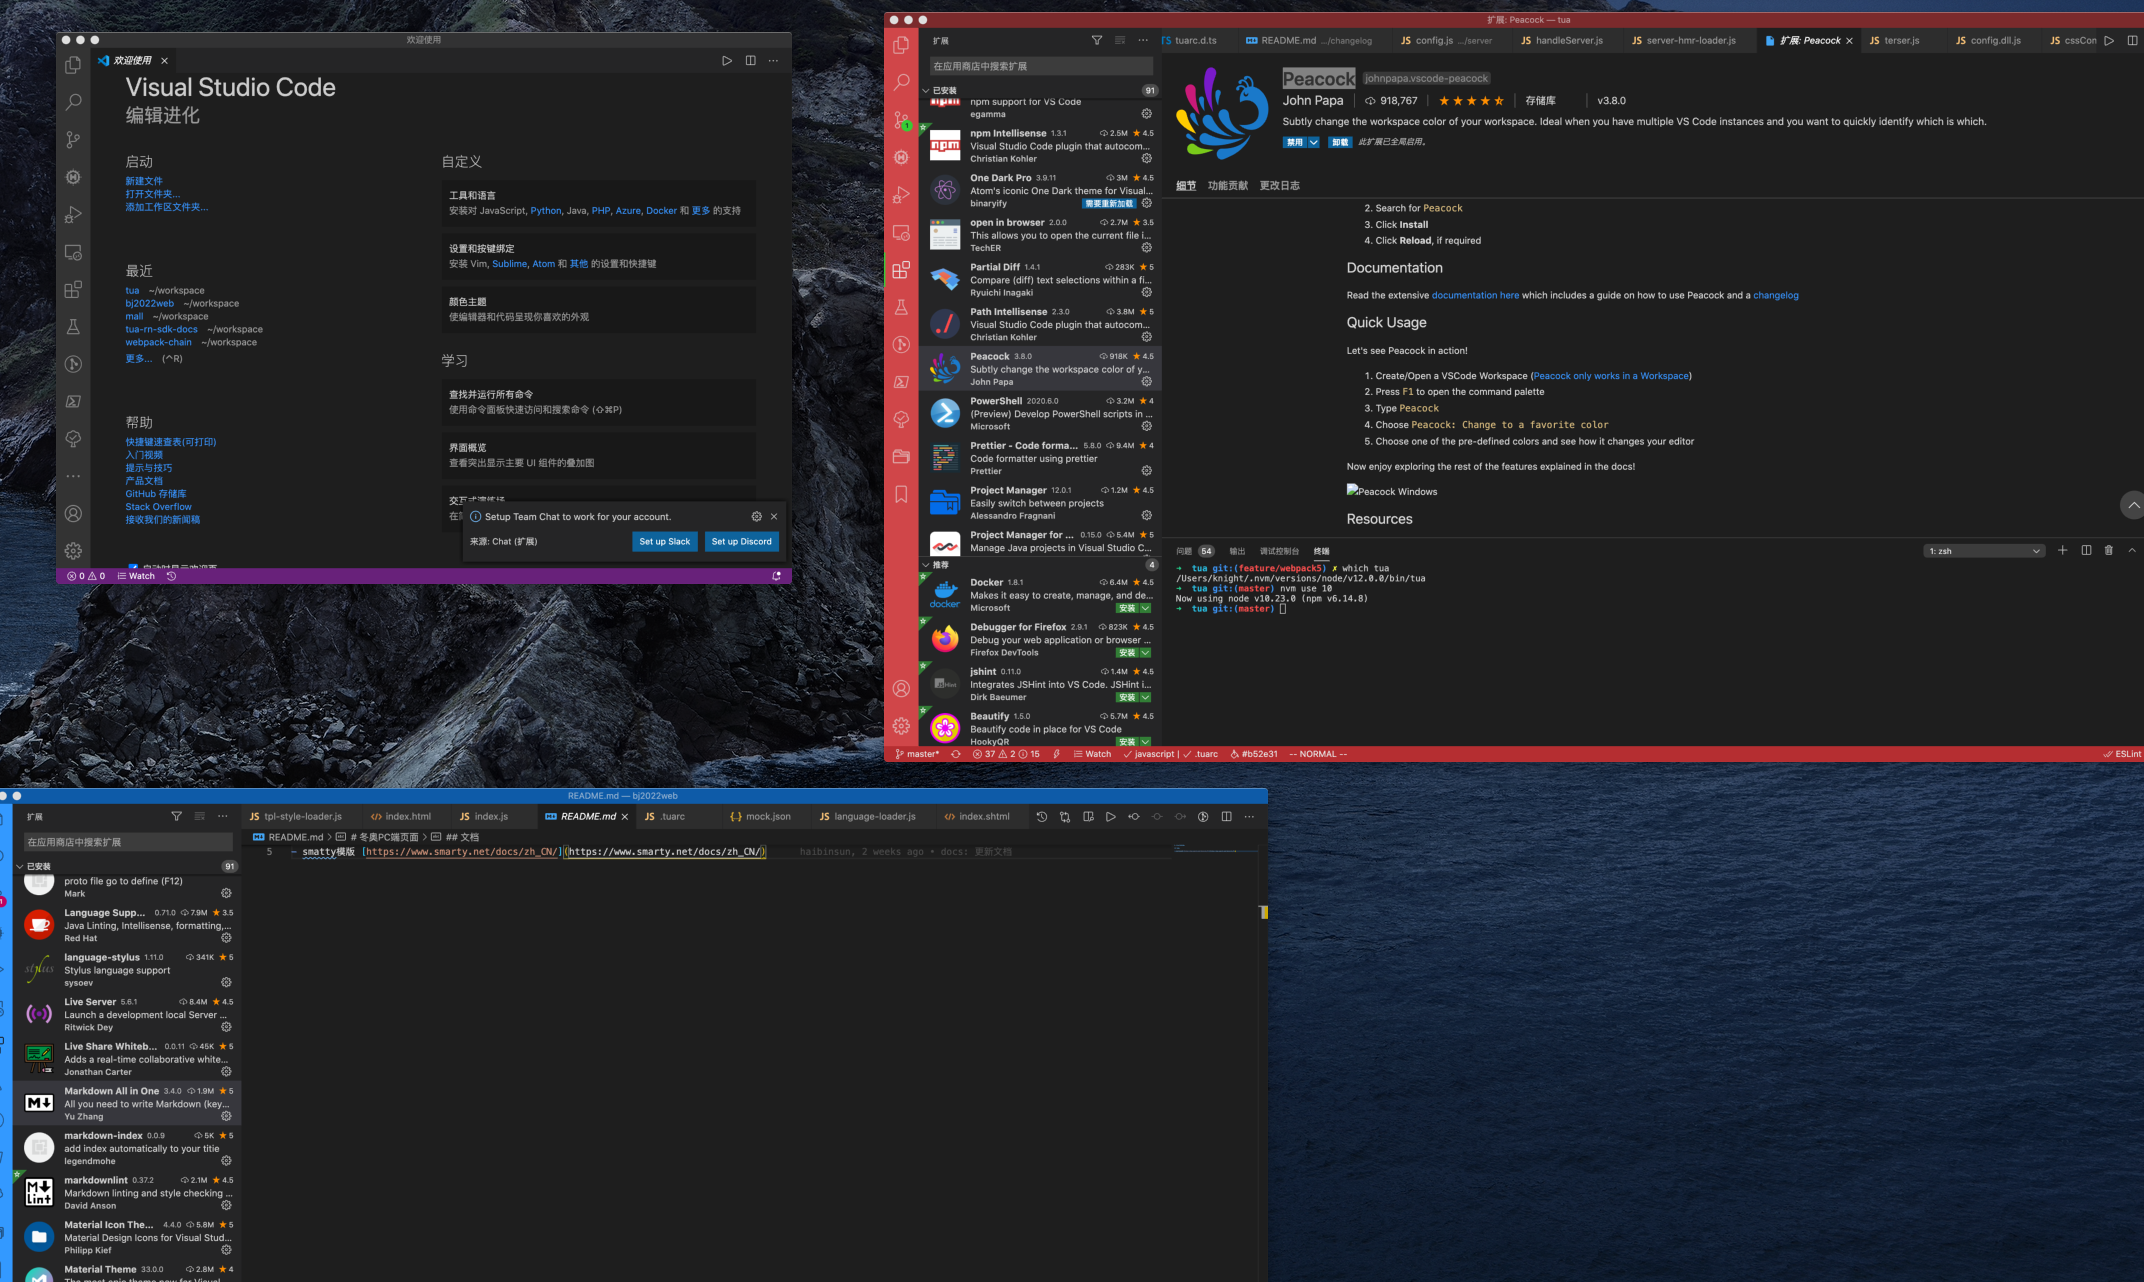 欢迎使用
欢迎使用
Visual Studio Code
编辑进化
启动
新建文件
打开文件夹...
添加工作区文件夹...
最近
tua ~/workspace
bj2022web ~/workspace
mall ~/workspace
tua-rn-sdk-docs ~/workspace
webpack-chain ~/workspace
更多... (^R)
帮助
快捷键速查表(可打印)
入门视频
提示与技巧
产品文档
GitHub 存储库
Stack Overflow
接收我们的新闻稿
自定义
工具和语言
安装对 JavaScript, Python, Java, PHP, Azure, Docker 和 更多 的支持
设置和按键绑定
安装 Vim, Sublime, Atom 和 其他 的设置和快捷键
颜色主题
使编辑器和代码呈现你喜欢的外观
学习
查找并运行所有命令
使用命令面板快速访问和搜索命令 (⇧⌘P)
界面概览
查看突出显示主要 UI 组件的叠加图
Setup Team Chat to work for your account.
来源: Chat (扩展)
Set up Slack
Set up Discord
0 0 Watch
扩展: Peacock — tua
扩展
在应用商店中搜索扩展
已安装 91
npm support for VS Code
egamma
npm Intellisense 1.3.1 2.5M 4.5
Visual Studio Code plugin that autocom...
Christian Kohler
One Dark Pro 3.9.11 3M 4.5
Atom's iconic One Dark theme for Visual...
binaryify 需要重新加载
open in browser 2.0.0 2.7M 3.5
This allows you to open the current file i...
TechER
Partial Diff 1.4.1 283K 5
Compare (diff) text selections within a fi...
Ryuichi Inagaki
Path Intellisense 2.3.0 3.8M 5
Visual Studio Code plugin that autocom...
Christian Kohler
Peacock 3.8.0 918K 4.5
Subtly change the workspace color of y...
John Papa
PowerShell 2020.6.0 3.2M 4
(Preview) Develop PowerShell scripts in ...
Microsoft
Prettier - Code forma... 5.8.0 9.4M 4
Code formatter using prettier
Prettier
Project Manager 12.0.1 1.2M 4.5
Easily switch between projects
Alessandro Fragnani
Project Manager for ... 0.15.0 5.4M 5
Manage Java projects in Visual Studio C...
推荐 4
Docker 1.8.1 6.4M 4.5
Makes it easy to create, manage, and de...
Microsoft 安装
Debugger for Firefox 2.9.1 823K 4.5
Debug your web application or browser ...
Firefox DevTools 安装
jshint 0.11.0 1.4M 4.5
Integrates JSHint into VS Code. JSHint i...
Dirk Baeumer 安装
Beautify 1.5.0 5.7M 4.5
Beautify code in place for VS Code
HookyQR 安装
TS tuarc.d.ts README.md .../changelog JS config.js .../server JS handleServer.js JS server-hmr-loader.js 扩展: Peacock JS terser.js JS config.dll.js JS cssCon
Peacock johnpapa.vscode-peacock
John Papa 918,767 存储库 v3.8.0
Subtly change the workspace color of your workspace. Ideal when you have multiple VS Code instances and you want to quickly identify which is which.
禁用 卸载 此扩展已全局启用。
细节 功能贡献 更改日志
2. Search for Peacock
3. Click Install
4. Click Reload, if required
Documentation
Read the extensive documentation here which includes a guide on how to use Peacock and a changelog
Quick Usage
Let's see Peacock in action!
1. Create/Open a VSCode Workspace (Peacock only works in a Workspace)
2. Press F1 to open the command palette
3. Type Peacock
4. Choose Peacock: Change to a favorite color
5. Choose one of the pre-defined colors and see how it changes your editor
Now enjoy exploring the rest of the features explained in the docs!
Peacock Windows
Resources
问题 54 输出 调试控制台 终端 1: zsh
➜ tua git:(feature/webpack5) ✗ which tua
/Users/knight/.nvm/versions/node/v12.0.0/bin/tua
➜ tua git:(master) nvm use 10
Now using node v10.23.0 (npm v6.14.8)
➜ tua git:(master)
master* 37 2 15 Watch javascript | .tuarc #b52e31 -- NORMAL -- ESLint
README.md — bj2022web
扩展
在应用商店中搜索扩展
已安装 91
proto file go to define (F12)
Mark
Language Supp... 0.71.0 7.9M 3.5
Java Linting, Intellisense, formatting,...
Red Hat
language-stylus 1.11.0 341K 5
Stylus language support
sysoev
Live Server 5.6.1 8.4M 4.5
Launch a development local Server ...
Ritwick Dey
Live Share Whiteb... 0.0.11 45K 5
Adds a real-time collaborative white...
Jonathan Carter
Markdown All in One 3.4.0 1.9M 5
All you need to write Markdown (key...
Yu Zhang
markdown-index 0.0.9 5K 5
add index automatically to your title
legendmohe
markdownlint 0.37.2 2.1M 4.5
Markdown linting and style checking ...
David Anson
Material Icon The... 4.4.0 5.8M 5
Material Design Icons for Visual Stud...
Philipp Kief
Material Theme 33.0.0 2.8M 4
JS tpl-style-loader.js index.html JS index.js README.md JS .tuarc {..} mock.json JS language-loader.js index.shtml
README.md > # 冬奥PC端页面 > ## 文档
5 - smatty模版 [https://www.smarty.net/docs/zh_CN/](https://www.smarty.net/docs/zh_CN/) haibinsun, 2 weeks ago • docs: 更新文档